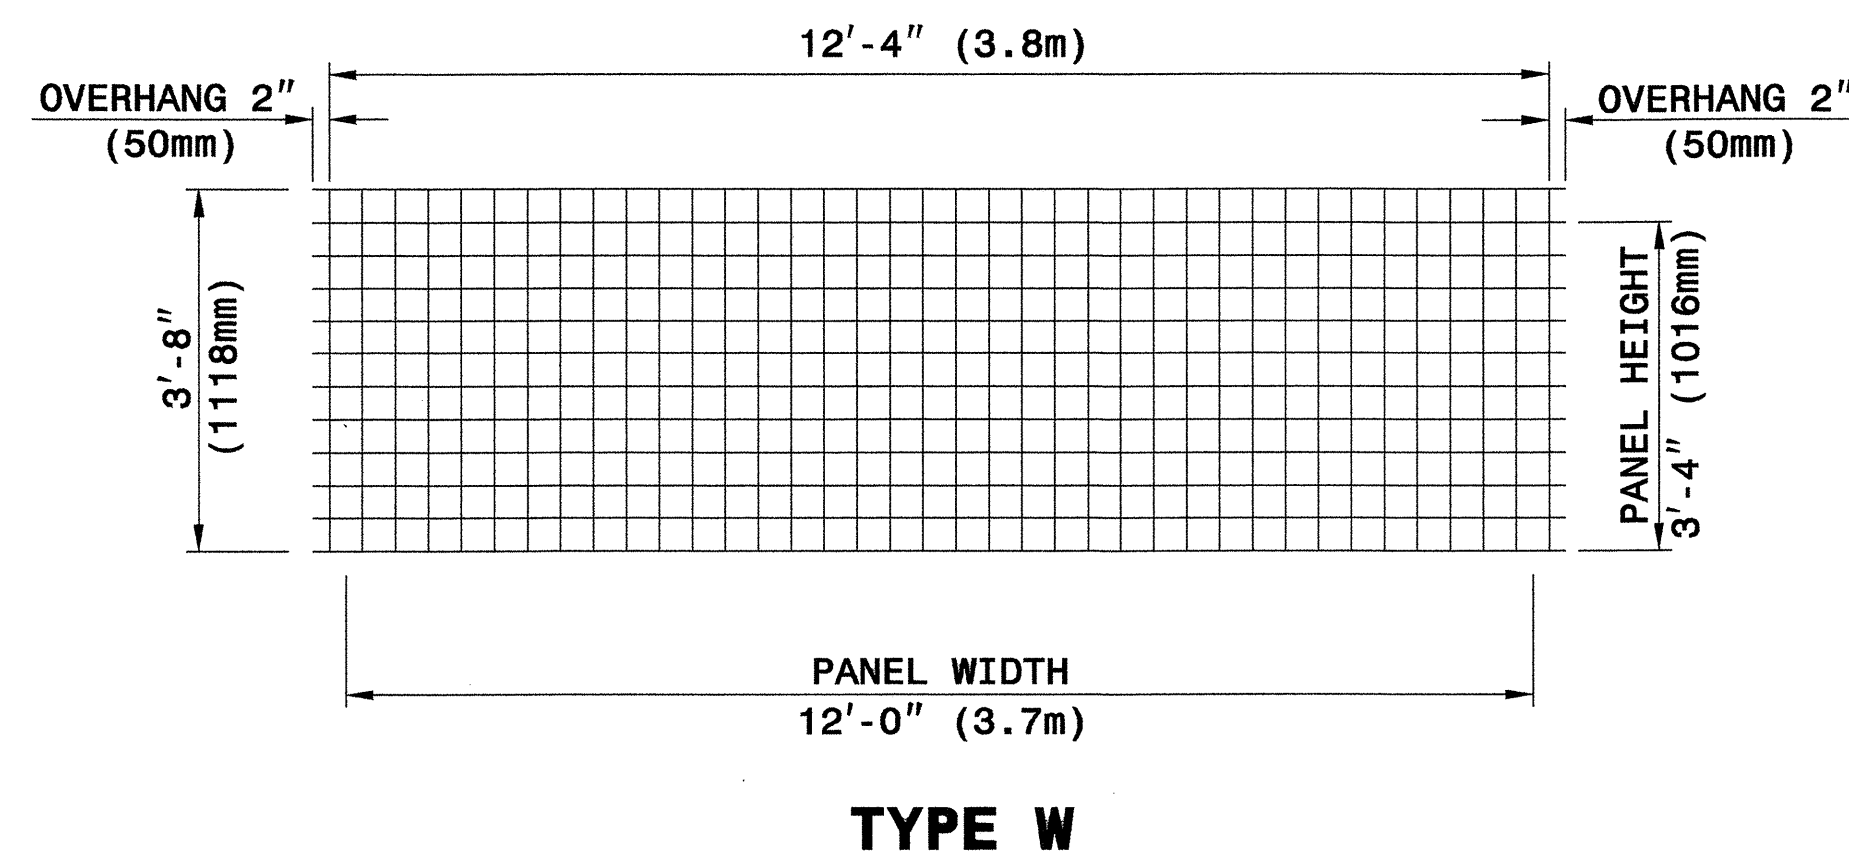 12'-4" (3.8m)
OVERHANG 2"
(50mm)
OVERHANG 2"
(50mm)
3'-8"
(1118mm)
PANEL HEIGHT
3'-4" (1016mm)
PANEL WIDTH
12'-0" (3.7m)
TYPE W